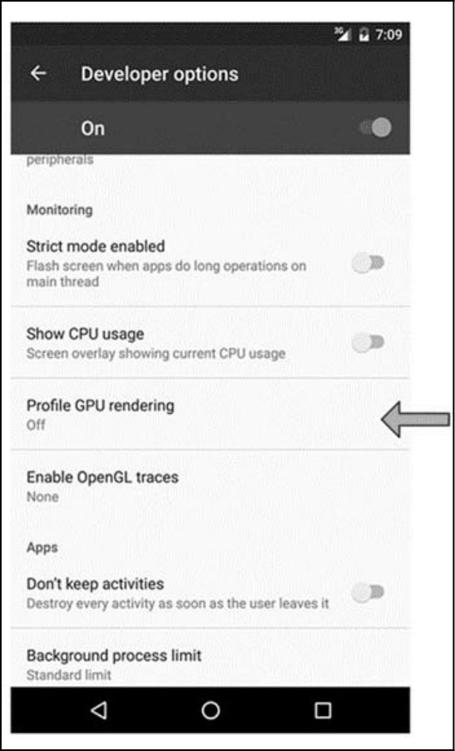 3G 7:09
Developer options
On
peripherals
Monitoring
Strict mode enabled
Flash screen when apps do long operations on
main thread
Show CPU usage
Screen overlay showing current CPU usage
Profile GPU rendering
Off
Enable OpenGL traces
None
Apps
Don't keep activities
Destroy every activity as soon as the user leaves it
Background process limit
Standard limit